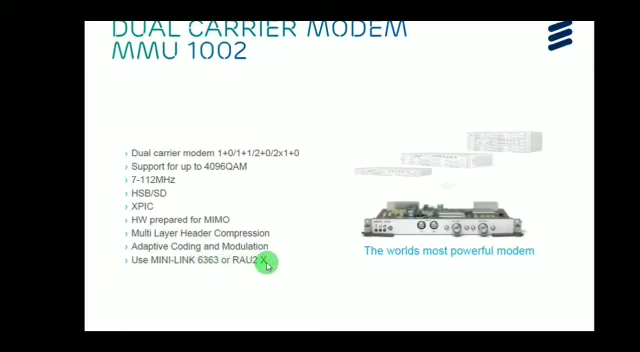 DUAL CARRIER MODEM
MMU 1002
Dual carrier modem 1+0/1+1/2+0/2x1+0
Support for up to 4096QAM
7-112MHz
HSB/SD
XPIC
HW prepared for MIMO
Multi Layer Header Compression
Adaptive Coding and Modulation
Use MINI-LINK 6363 or RAU2 X
The worlds most powerful modem